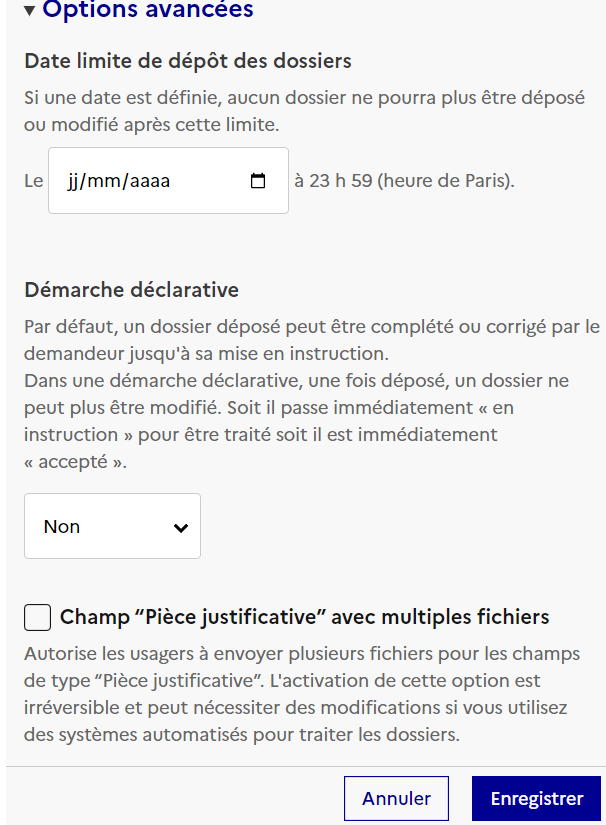 Options avancées
Date limite de dépôt des dossiers
Si une date est définie, aucun dossier ne pourra plus être déposé
ou modifié après cette limite.
Le jj/mm/aaaa à 23 h 59 (heure de Paris).
Démarche déclarative
Par défaut, un dossier déposé peut être complété ou corrigé par le
demandeur jusqu'à sa mise en instruction.
Dans une démarche déclarative, une fois déposé, un dossier ne
peut plus être modifié. Soit il passe immédiatement « en
instruction » pour être traité soit il est immédiatement
« accepté ».
Non
Champ “Pièce justificative” avec multiples fichiers
Autorise les usagers à envoyer plusieurs fichiers pour les champs
de type “Pièce justificative”. L'activation de cette option est
irréversible et peut nécessiter des modifications si vous utilisez
des systèmes automatisés pour traiter les dossiers.
Annuler Enregistrer